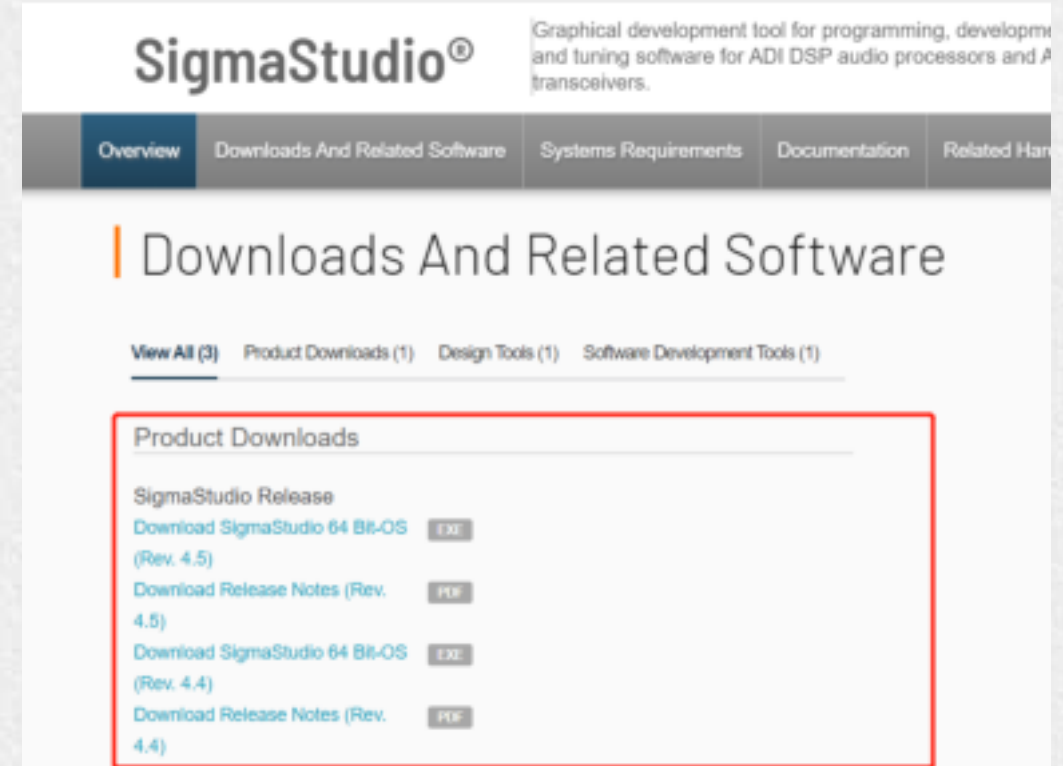 SigmaStudio®
Graphical development tool for programming, developme
and tuning software for ADI DSP audio processors and A
transceivers.
Overview
Downloads And Related Software
Systems Requirements
Documentation
Related Har
Downloads And Related Software
View All (3)
Product Downloads (1)
Design Tools (1)
Software Development Tools (1)
Product Downloads
SigmaStudio Release
Download SigmaStudio 64 Bit-OS EXE
(Rev. 4.5)
Download Release Notes (Rev. PDF
4.5)
Download SigmaStudio 64 Bit-OS EXE
(Rev. 4.4)
Download Release Notes (Rev. PDF
4.4)